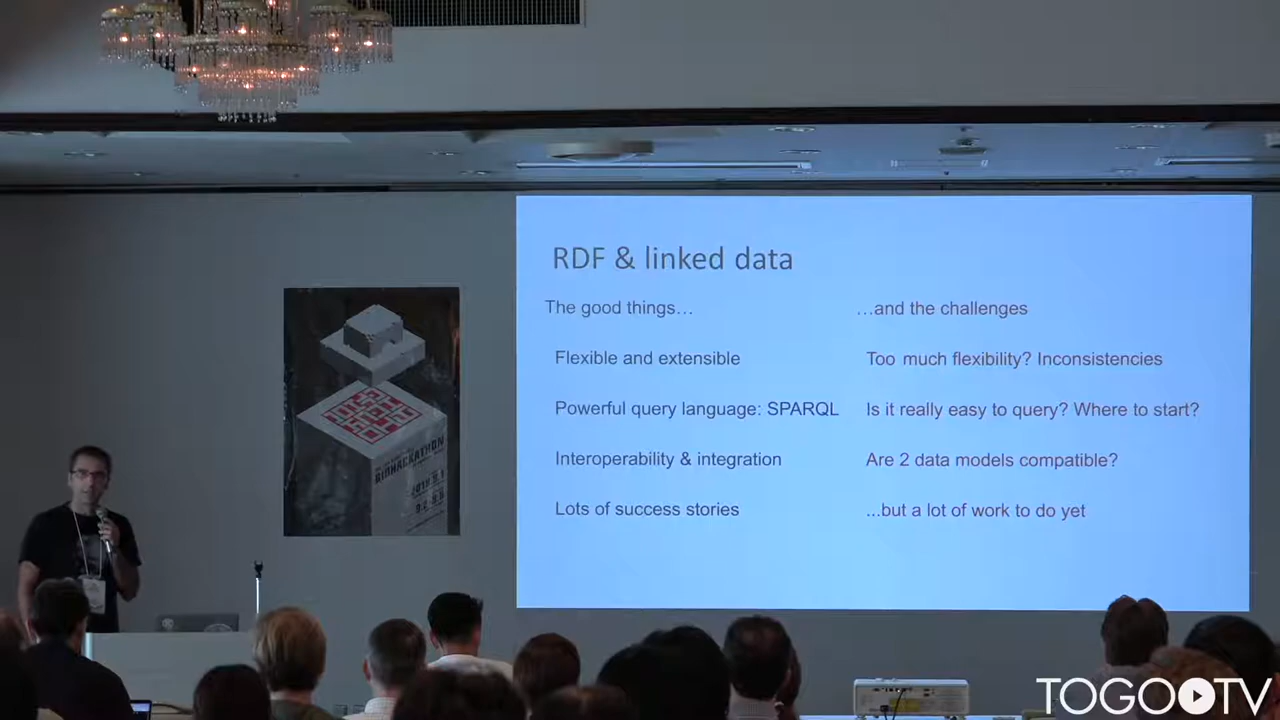 RDF & linked data
The good things… …and the challenges
Flexible and extensible Too much flexibility? Inconsistencies
Powerful query language: SPARQL Is it really easy to query? Where to start?
Interoperability & integration Are 2 data models compatible?
Lots of success stories ...but a lot of work to do yet
BIOHACKATHON
TOGOTV